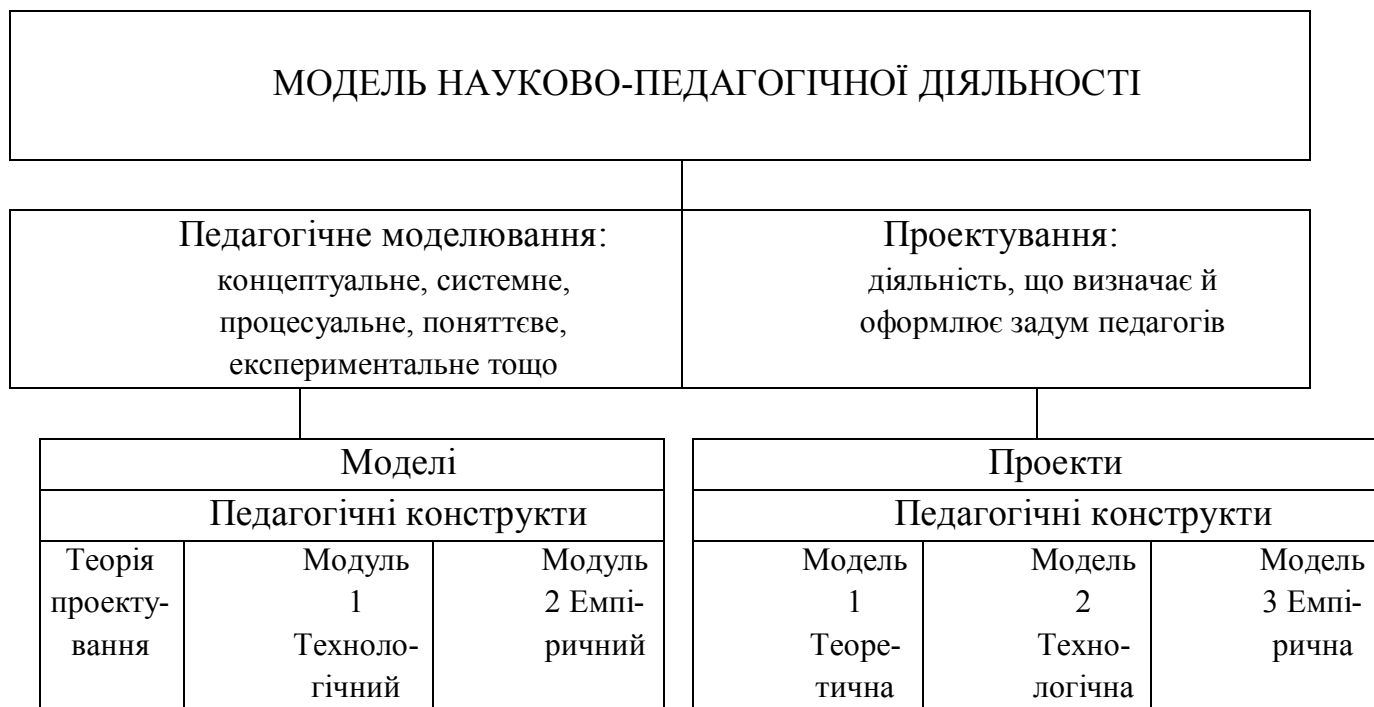 МОДЕЛЬ НАУКОВО-ПЕДАГОГІЧНОЇ ДІЯЛЬНОСТІ
Педагогічне моделювання:
концептуальне, системне,
процесуальне, поняттєве,
експериментальне тощо
Проектування:
діяльність, що визначає й
оформлює задум педагогів
Моделі
Педагогічні конструкти
Теорія
проекту-
вання
Модуль
1
Техноло-
гічний
Модуль
2 Емпі-
ричний
Проекти
Педагогічні конструкти
Модель
1
Теоре-
тична
Модель
2
Техно-
логічна
Модель
3 Емпі-
рична